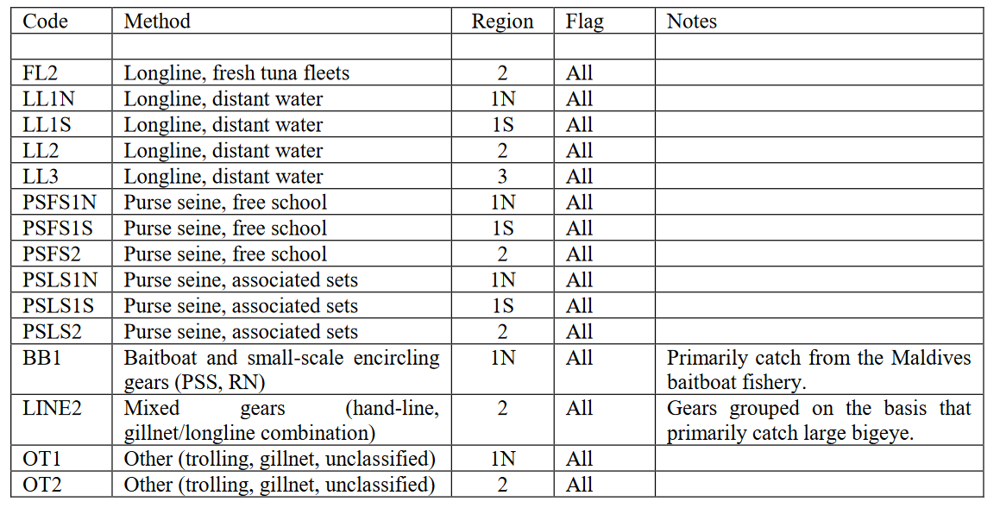 Code Method Region Flag Notes
FL2 Longline, fresh tuna fleets 2 All
LL1N Longline, distant water 1N All
LL1S Longline, distant water 1S All
LL2 Longline, distant water 2 All
LL3 Longline, distant water 3 All
PSFS1N Purse seine, free school 1N All
PSFS1S Purse seine, free school 1S All
PSFS2 Purse seine, free school 2 All
PSLS1N Purse seine, associated sets 1N All
PSLS1S Purse seine, associated sets 1S All
PSLS2 Purse seine, associated sets 2 All
BB1 Baitboat and small-scale encircling 1N All Primarily catch from the Maldives
gears (PSS, RN) baitboat fishery.
LINE2 Mixed gears (hand-line, 2 All Gears grouped on the basis that
gillnet/longline combination) primarily catch large bigeye.
OT1 Other (trolling, gillnet, unclassified) 1N All
OT2 Other (trolling, gillnet, unclassified) 2 All